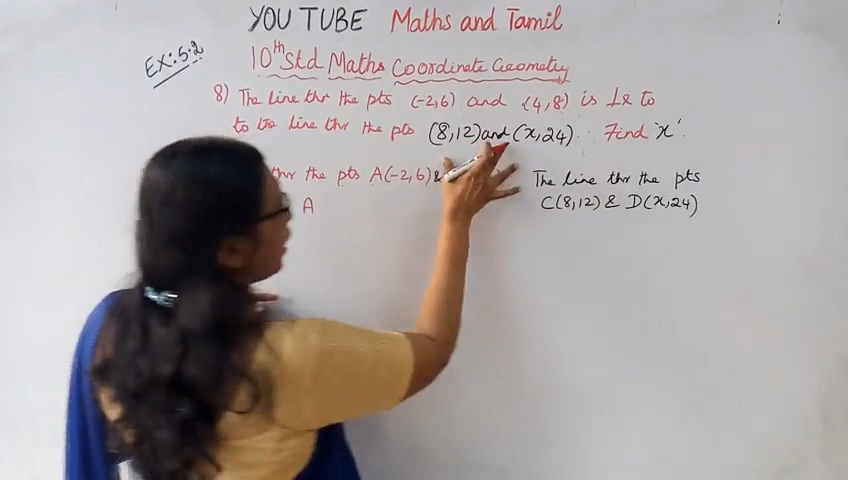 YOU TUBE Maths and Tamil
EX: 5.2
10th Std Maths Coordinate Geometry
8) The line thr the pts (-2,6) and (4,8) is ⊥r to
to the line thr the pts (8,12) and (x,24). Find 'x'.
thr the pts A(-2,6) &
A
The line thr the pts
C(8,12) & D(x,24)